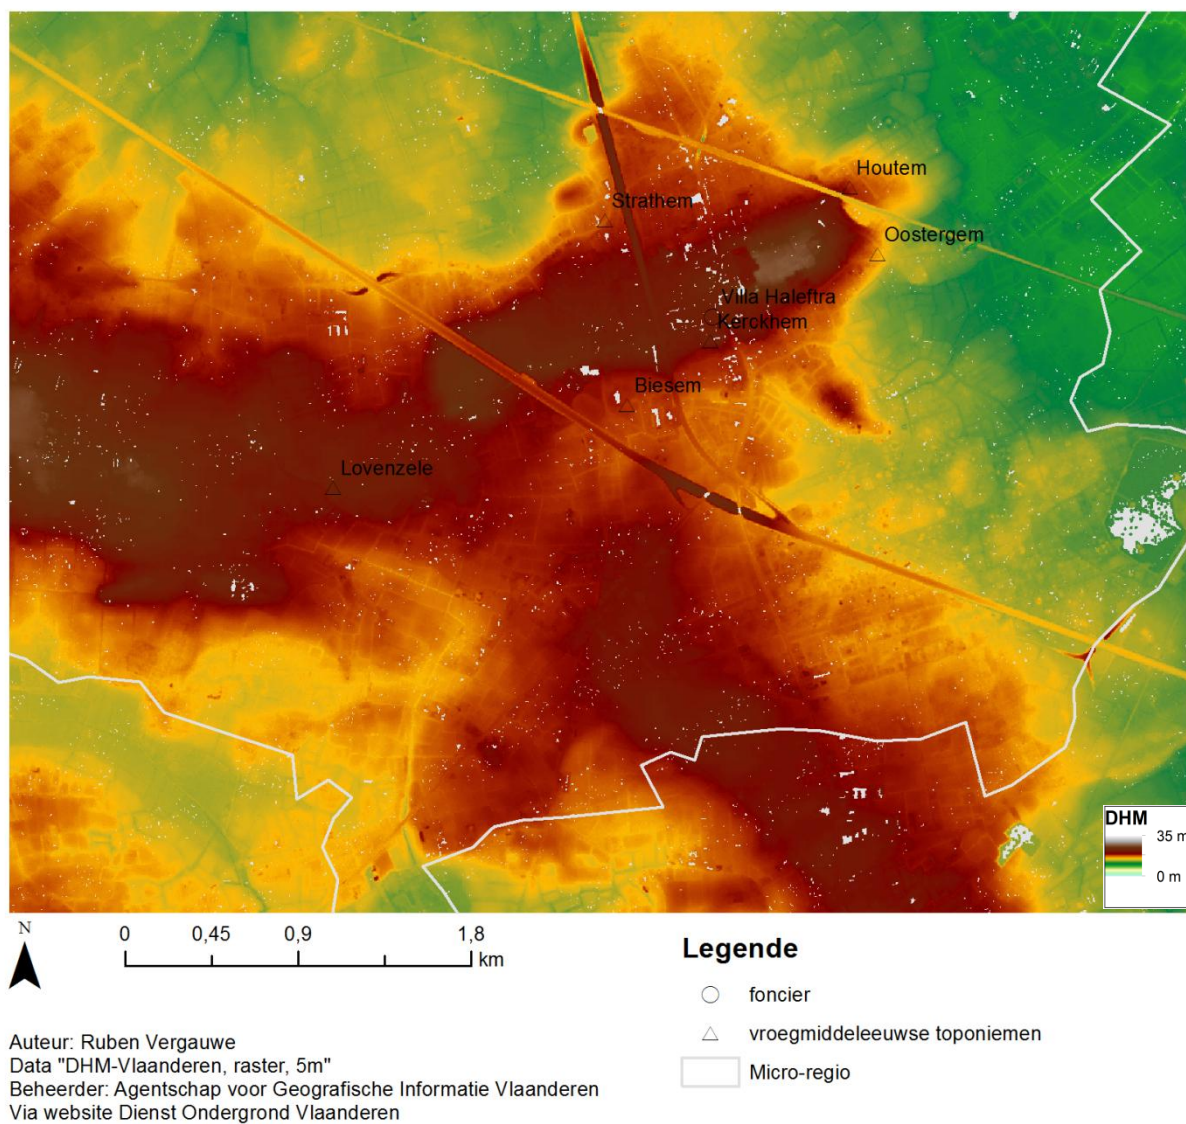 Houtem
Strathem
Oostergem
Villa Haleftra
Kerckhem
Biesem
Lovenzele
DHM
35 m
0 m
N
0 0,45 0,9 1,8
km
Legende
foncier
vroegmiddeleeuwse toponiemen
Micro-regio
Auteur: Ruben Vergauwe
Data "DHM-Vlaanderen, raster, 5m"
Beheerder: Agentschap voor Geografische Informatie Vlaanderen
Via website Dienst Ondergrond Vlaanderen